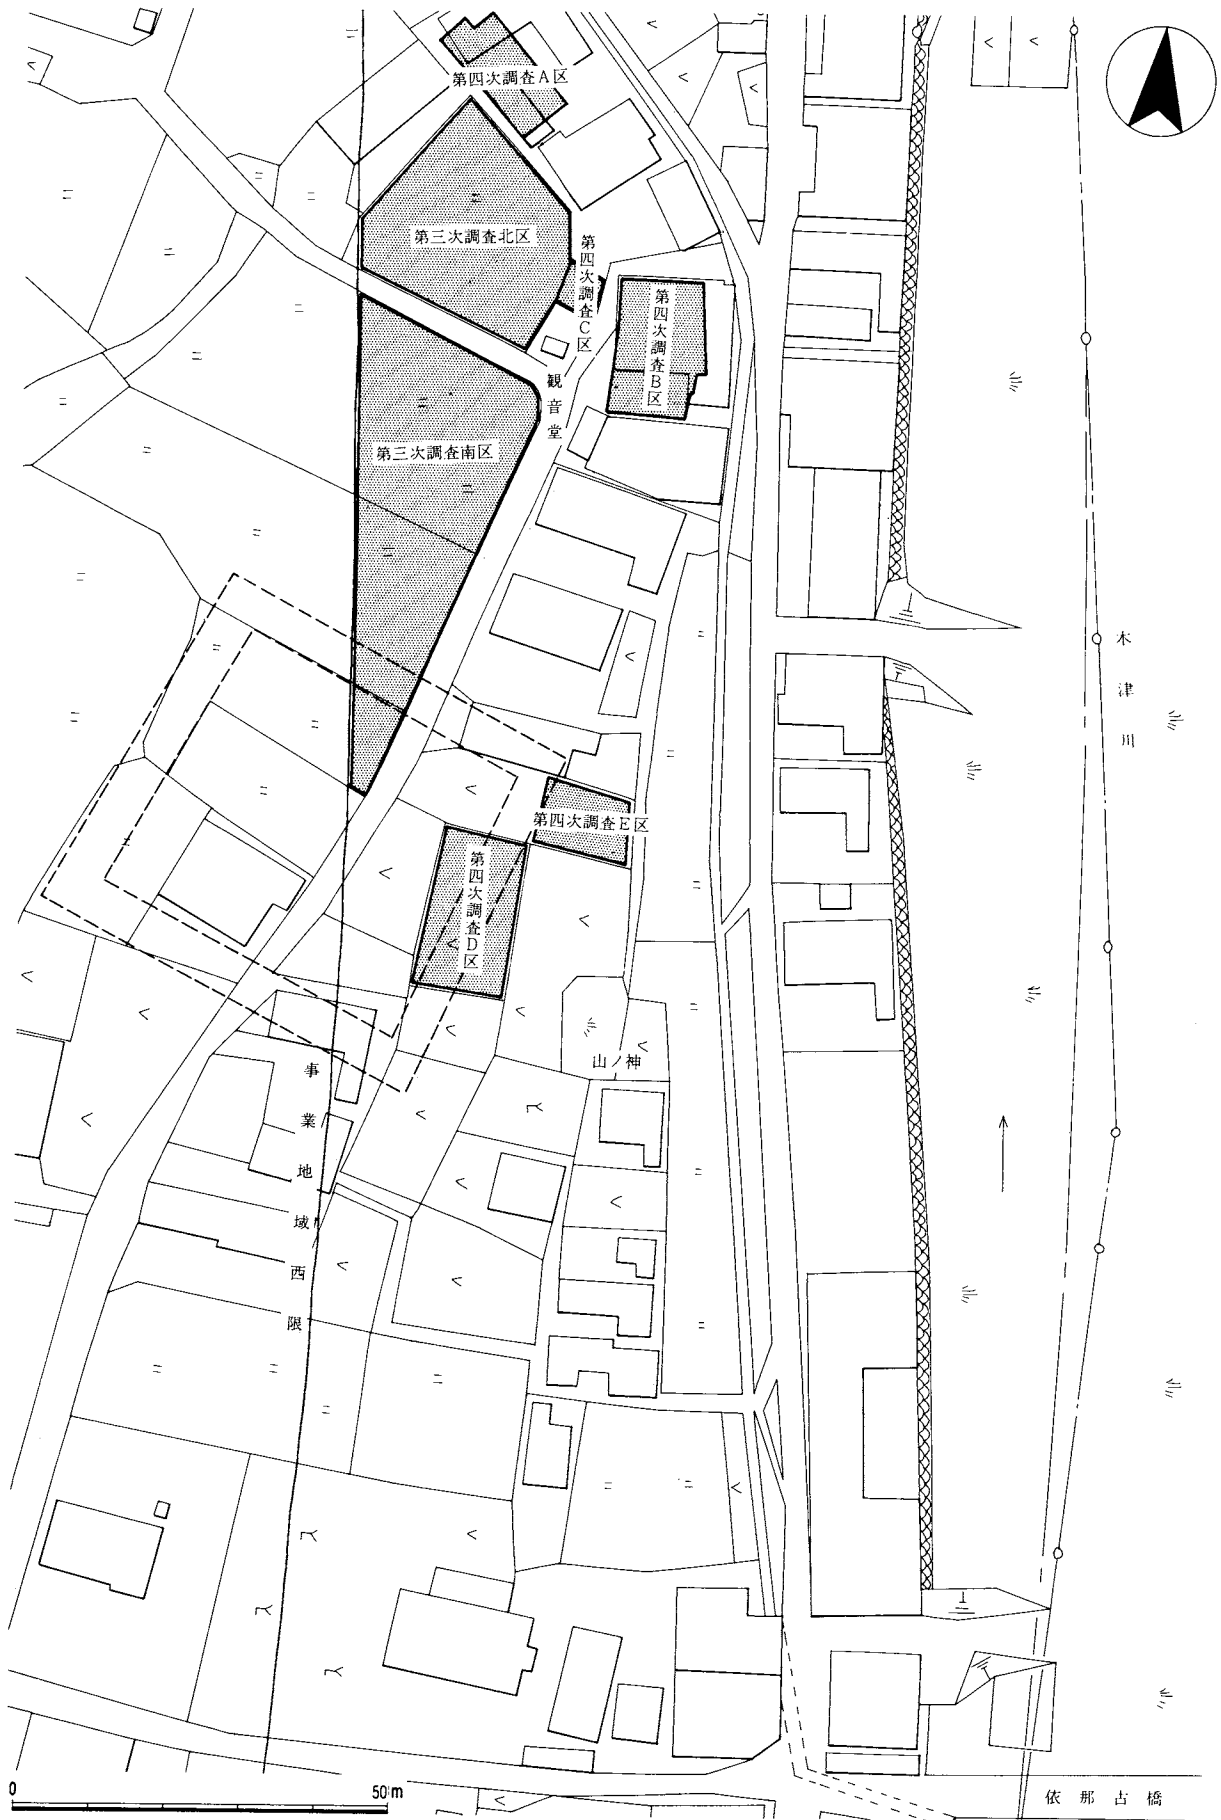 第四次調査A区
第三次調査北区
第四次調査C区
第四次調査B区
観音堂
第三次調査南区
木津川
第四次調査E区
第四次調査D区
山ノ神
事業地域西限
0
50m
依那古橋